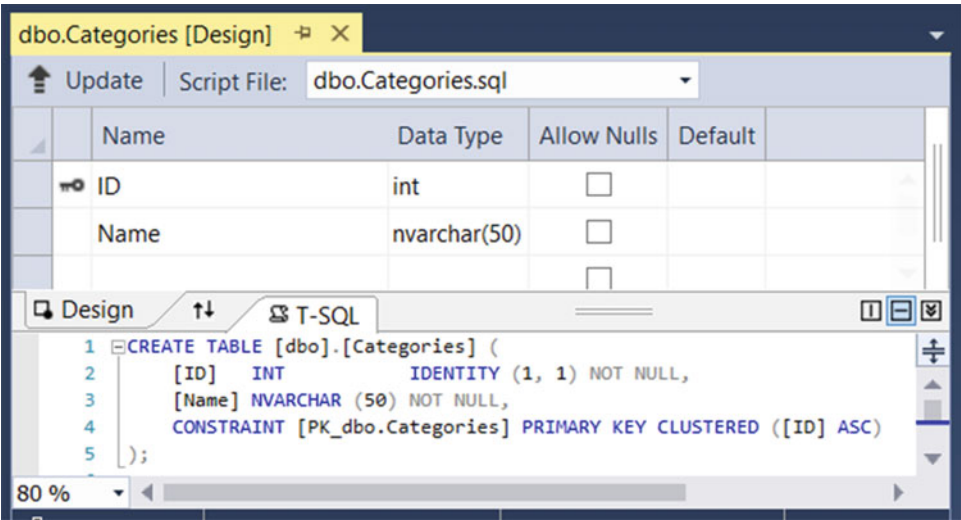 dbo.Categories [Design]
Update Script File: dbo.Categories.sql
Name Data Type Allow Nulls Default
ID int
Name nvarchar(50)
Design T-SQL
1 CREATE TABLE [dbo].[Categories] (
2 [ID] INT IDENTITY (1, 1) NOT NULL,
3 [Name] NVARCHAR (50) NOT NULL,
4 CONSTRAINT [PK_dbo.Categories] PRIMARY KEY CLUSTERED ([ID] ASC)
5 );
80 %